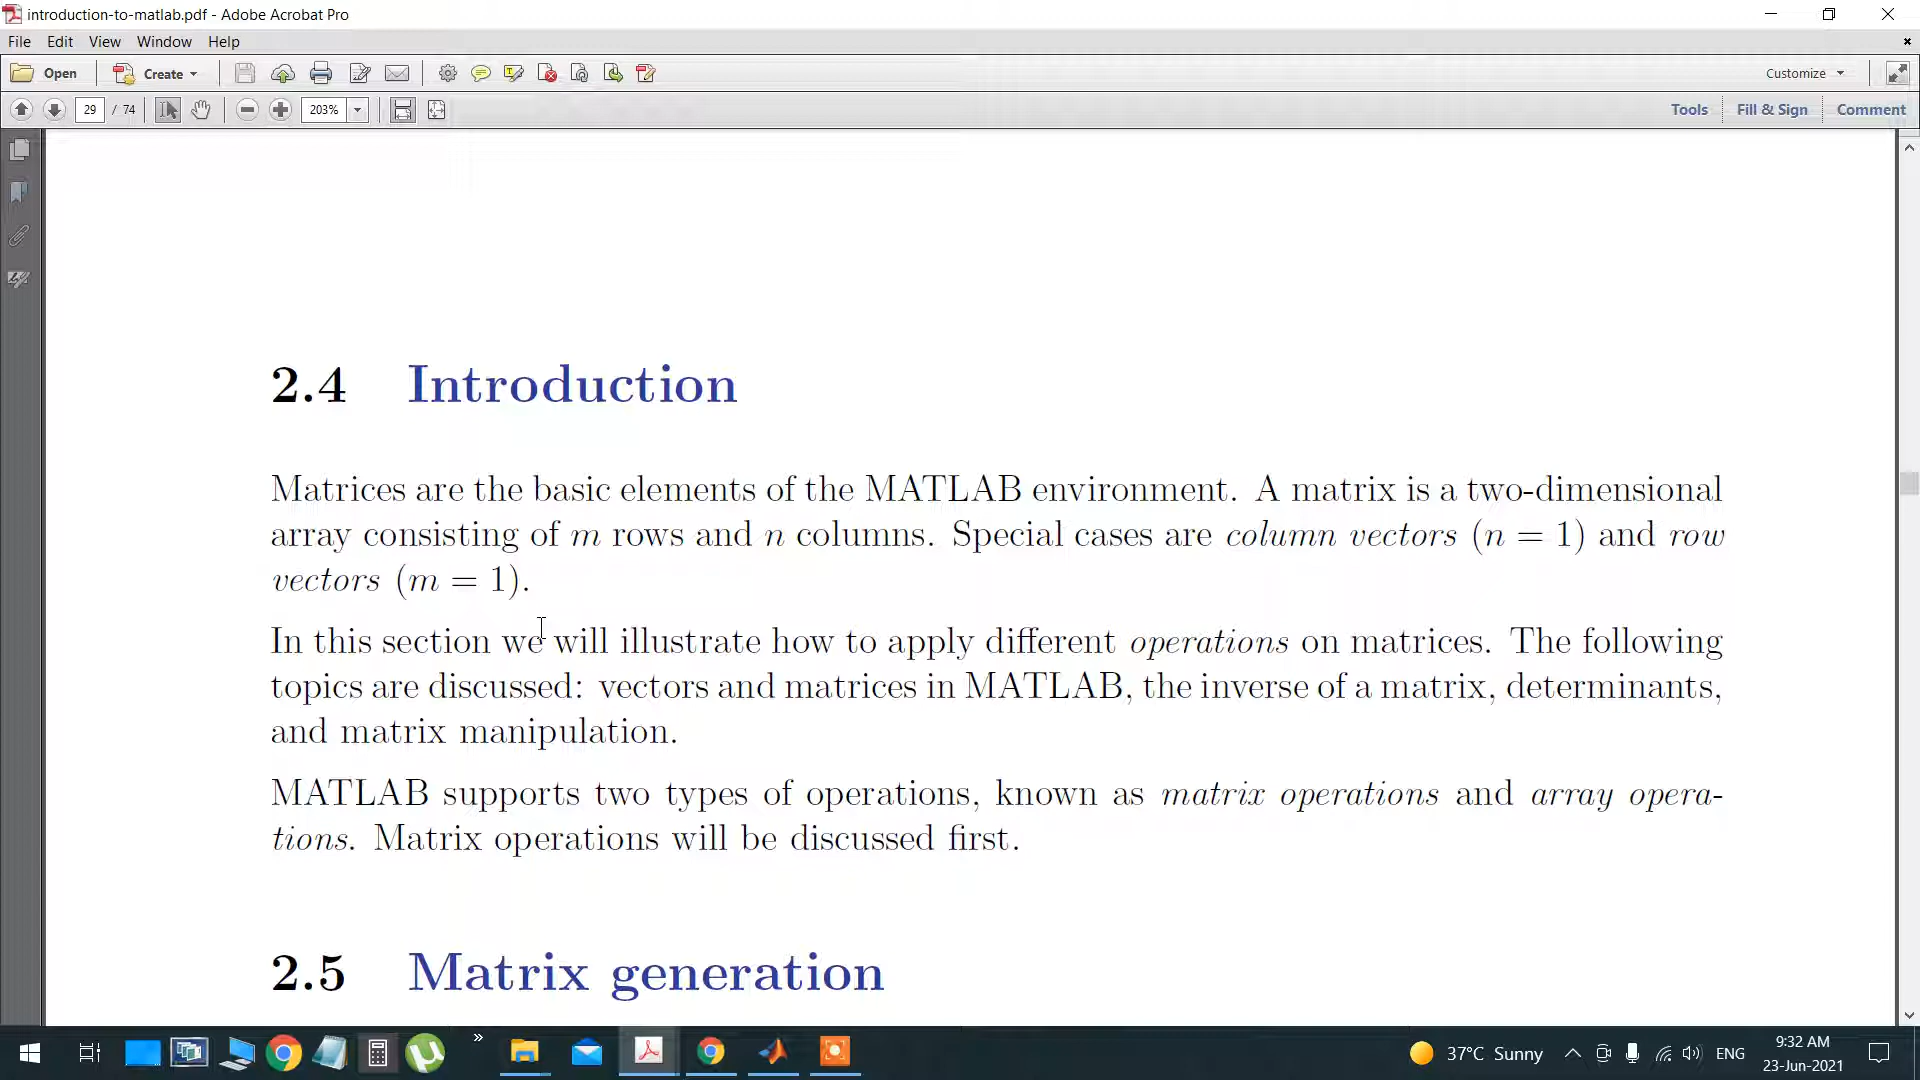 introduction-to-matlab.pdf - Adobe Acrobat Pro
File Edit View Window Help
Open Create Customize
29 / 74 203% Tools Fill & Sign Comment
2.4 Introduction
Matrices are the basic elements of the MATLAB environment. A matrix is a two-dimensional
array consisting of m rows and n columns. Special cases are column vectors (n = 1) and row
vectors (m = 1).
In this section we will illustrate how to apply different operations on matrices. The following
topics are discussed: vectors and matrices in MATLAB, the inverse of a matrix, determinants,
and matrix manipulation.
MATLAB supports two types of operations, known as matrix operations and array opera-
tions. Matrix operations will be discussed first.
2.5 Matrix generation
37°C Sunny ENG 9:32 AM
23-Jun-2021